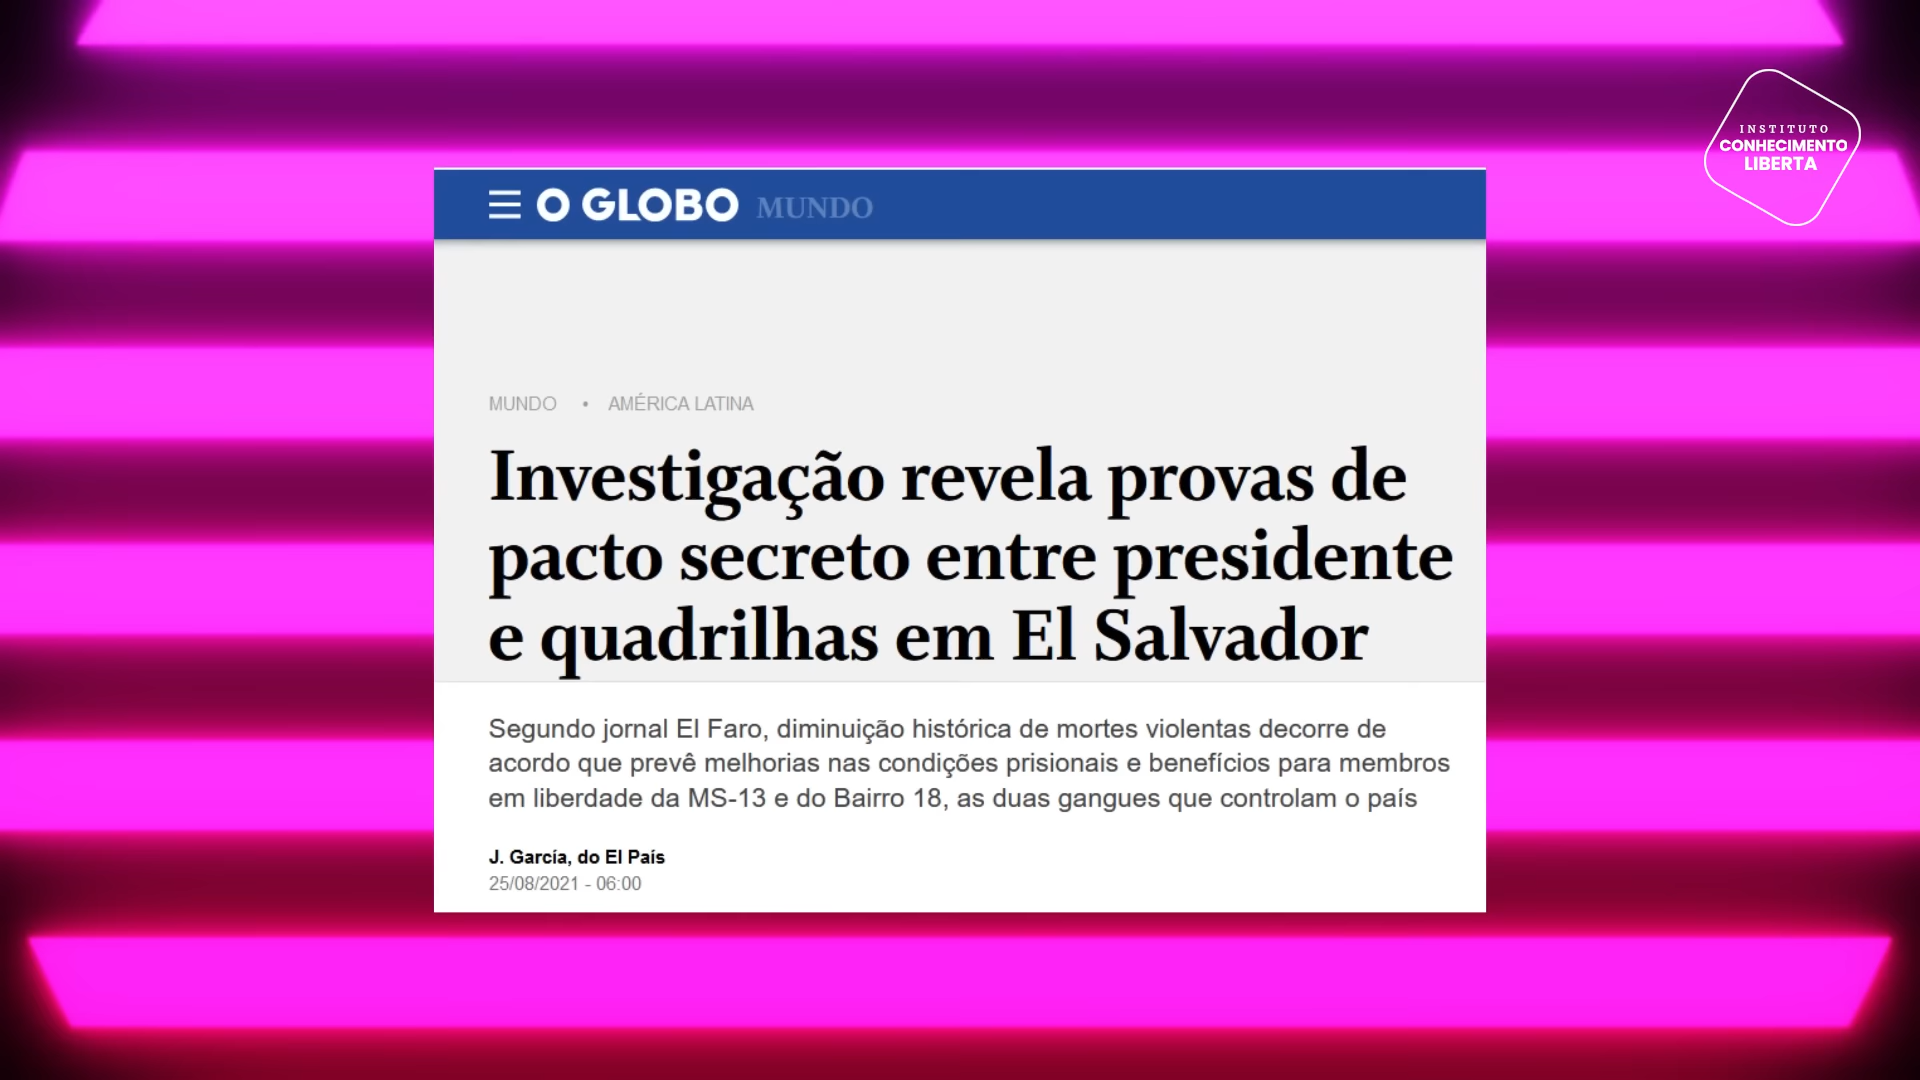 INSTITUTO
CONHECIMENTO
LIBERTA
O GLOBO MUNDO
MUNDO • AMÉRICA LATINA
Investigação revela provas de
pacto secreto entre presidente
e quadrilhas em El Salvador
Segundo jornal El Faro, diminuição histórica de mortes violentas decorre de
acordo que prevê melhorias nas condições prisionais e benefícios para membros
em liberdade da MS-13 e do Bairro 18, as duas gangues que controlam o país
J. García, do El País
25/08/2021 - 06:00